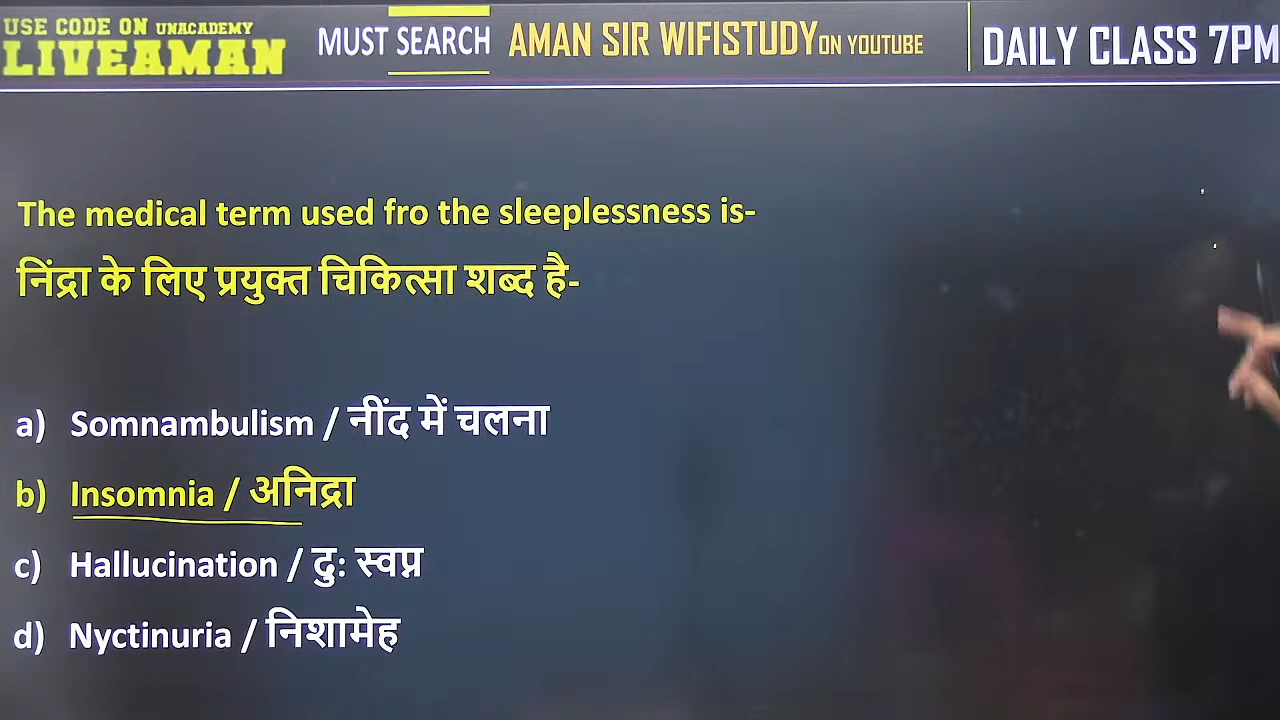 USE CODE ON UNACADEMY
LIVEAMAN
MUST SEARCH
AMAN SIR WIFISTUDY ON YOUTUBE
DAILY CLASS 7PM
The medical term used fro the sleeplessness is-
निंद्रा के लिए प्रयुक्त चिकित्सा शब्द है-
a) Somnambulism / नींद में चलना
b) Insomnia / अनिद्रा
c) Hallucination / दुः स्वप्न
d) Nyctinuria / निशामेह